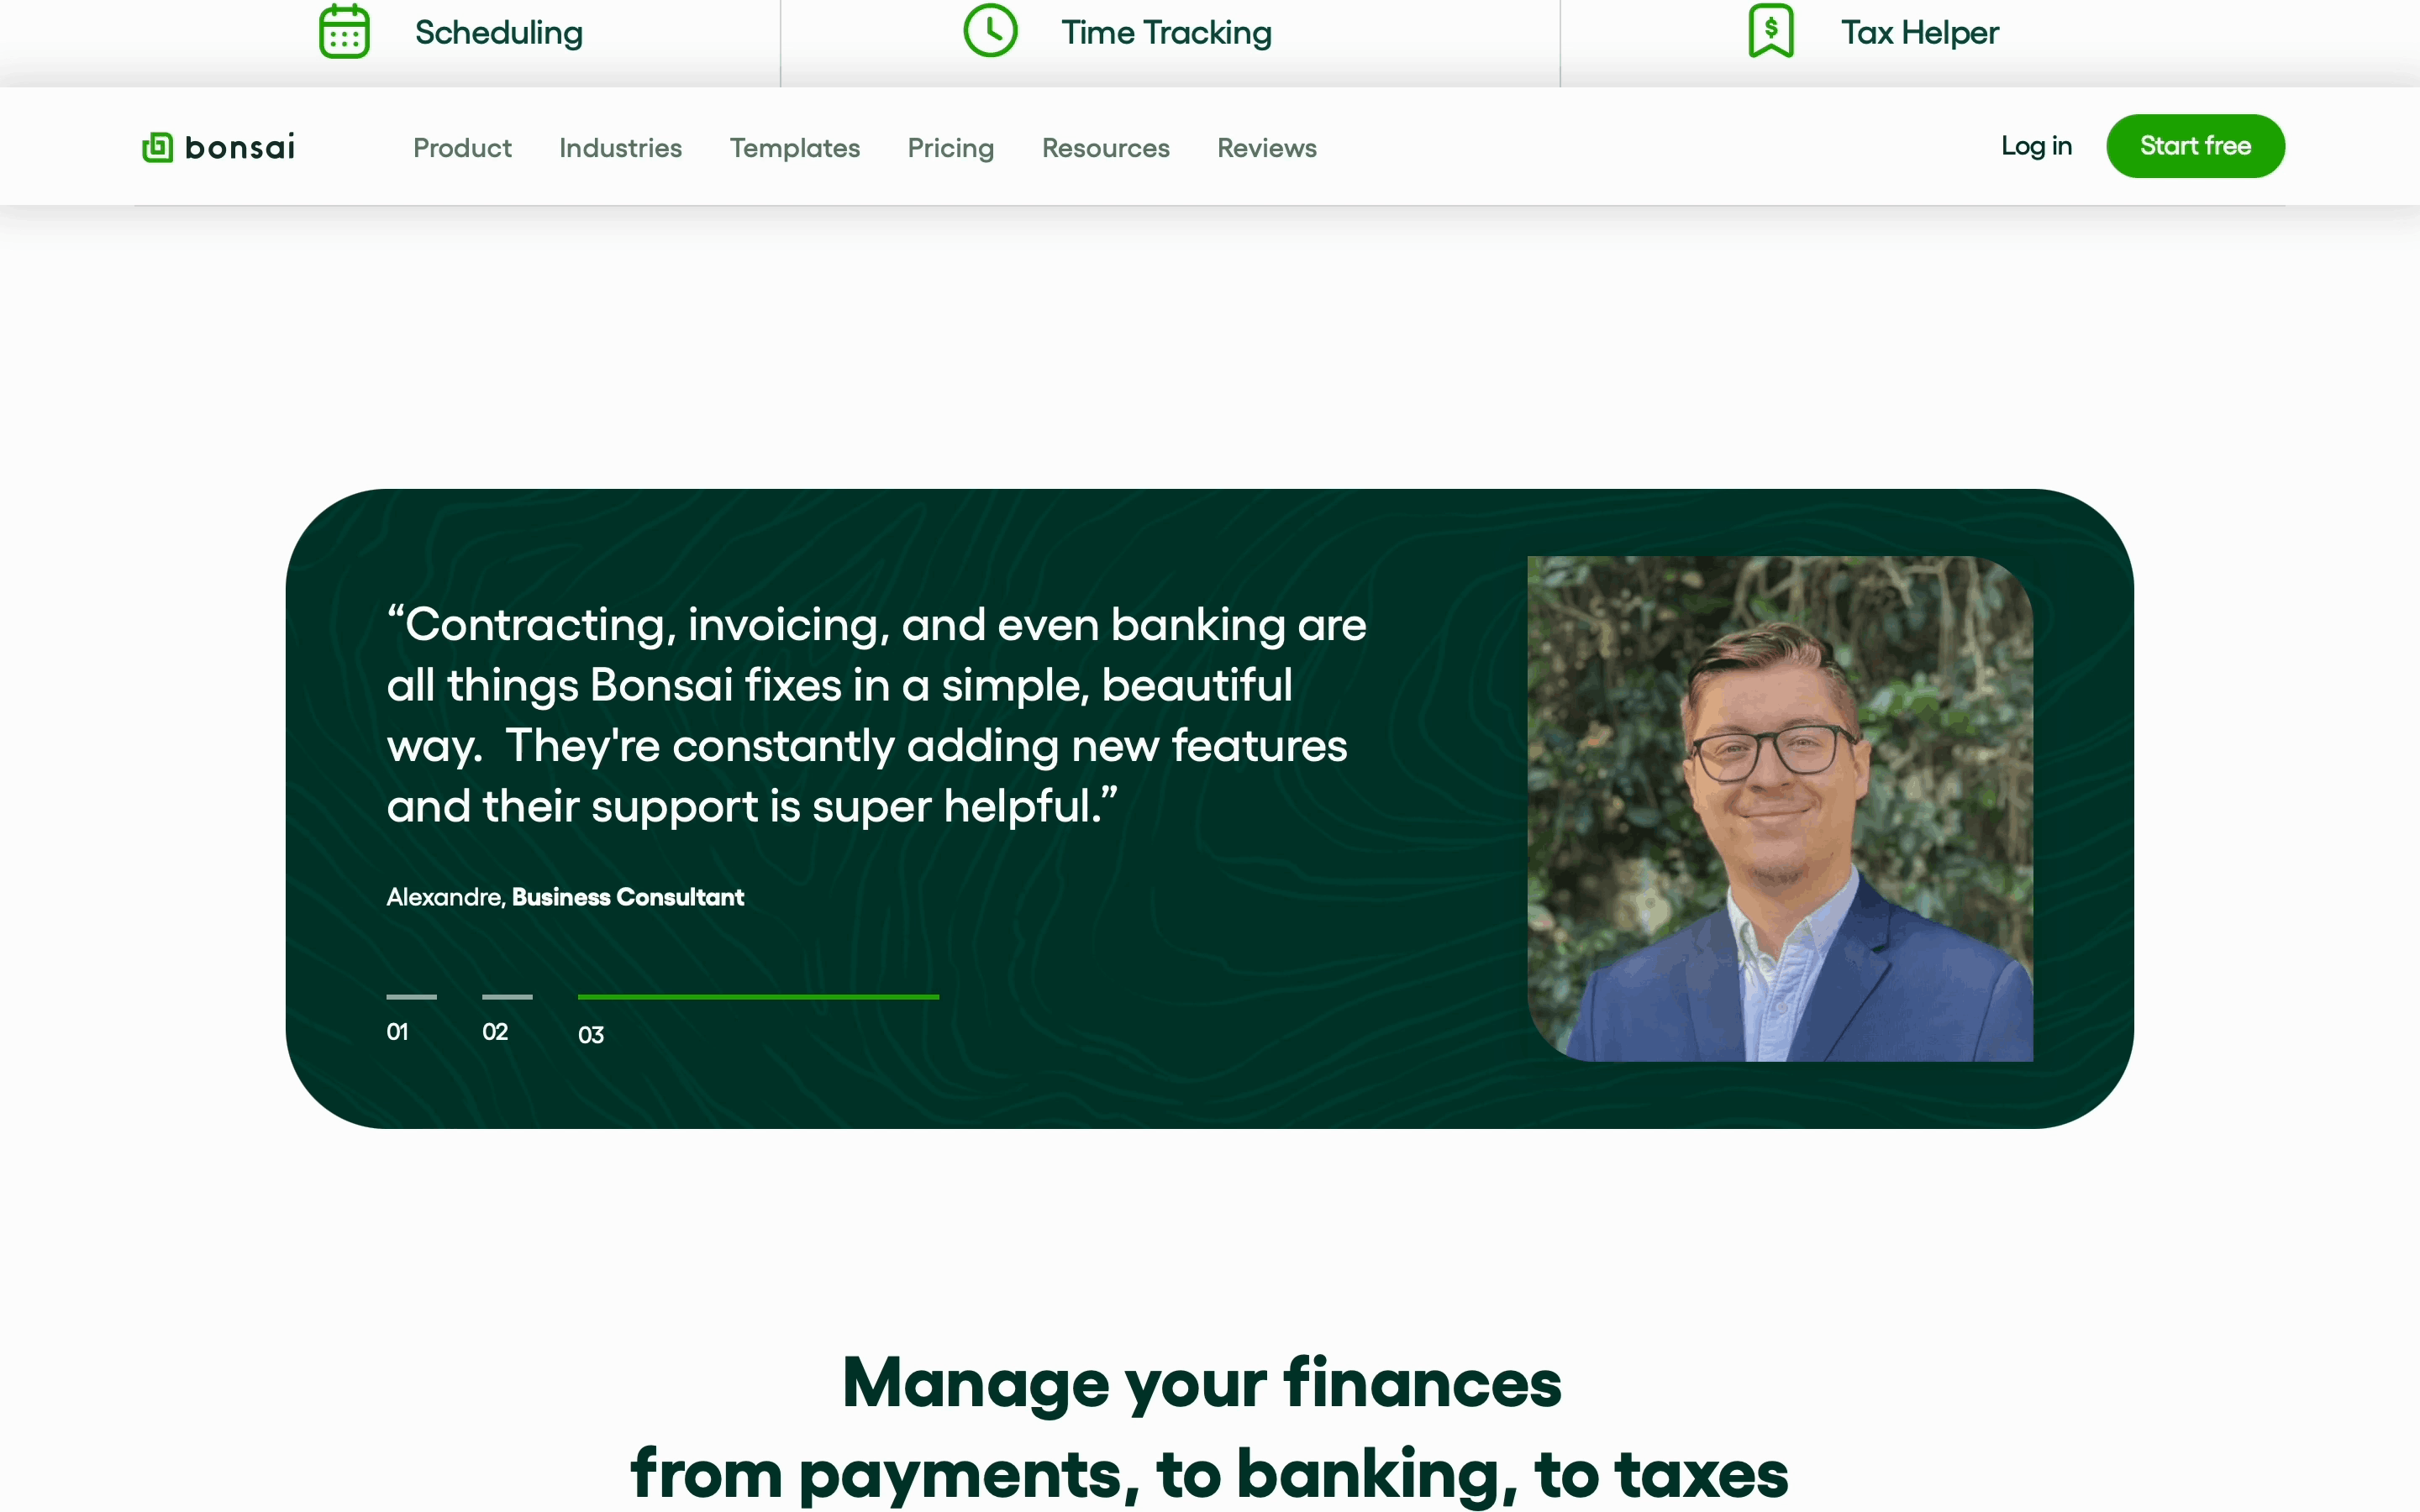 Scheduling
Time Tracking
Tax Helper
bonsai
Product
Industries
Templates
Pricing
Resources
Reviews
Log in
Start free
“Contracting, invoicing, and even banking are
all things Bonsai fixes in a simple, beautiful
way.  They're constantly adding new features
and their support is super helpful.”
Alexandre, Business Consultant
01
02
03
Manage your finances
from payments, to banking, to taxes